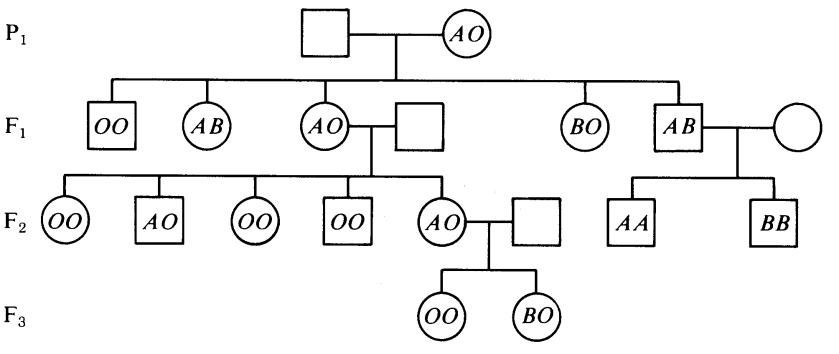 P1 AO
F1 OO AB AO BO AB
F2 OO AO OO OO AO AA BB
F3 OO BO